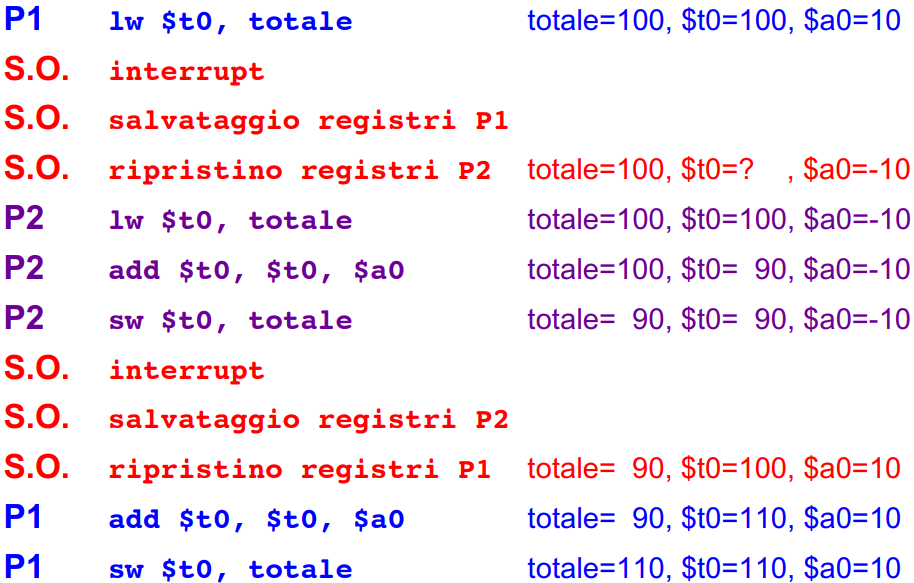 P1 lw $t0, totale totale=100, $t0=100, $a0=10
S.O. interrupt
S.O. salvataggio registri P1
S.O. ripristino registri P2 totale=100, $t0=? , $a0=-10
P2 lw $t0, totale totale=100, $t0=100, $a0=-10
P2 add $t0, $t0, $a0 totale=100, $t0= 90, $a0=-10
P2 sw $t0, totale totale= 90, $t0= 90, $a0=-10
S.O. interrupt
S.O. salvataggio registri P2
S.O. ripristino registri P1 totale= 90, $t0=100, $a0=10
P1 add $t0, $t0, $a0 totale= 90, $t0=110, $a0=10
P1 sw $t0, totale totale=110, $t0=110, $a0=10